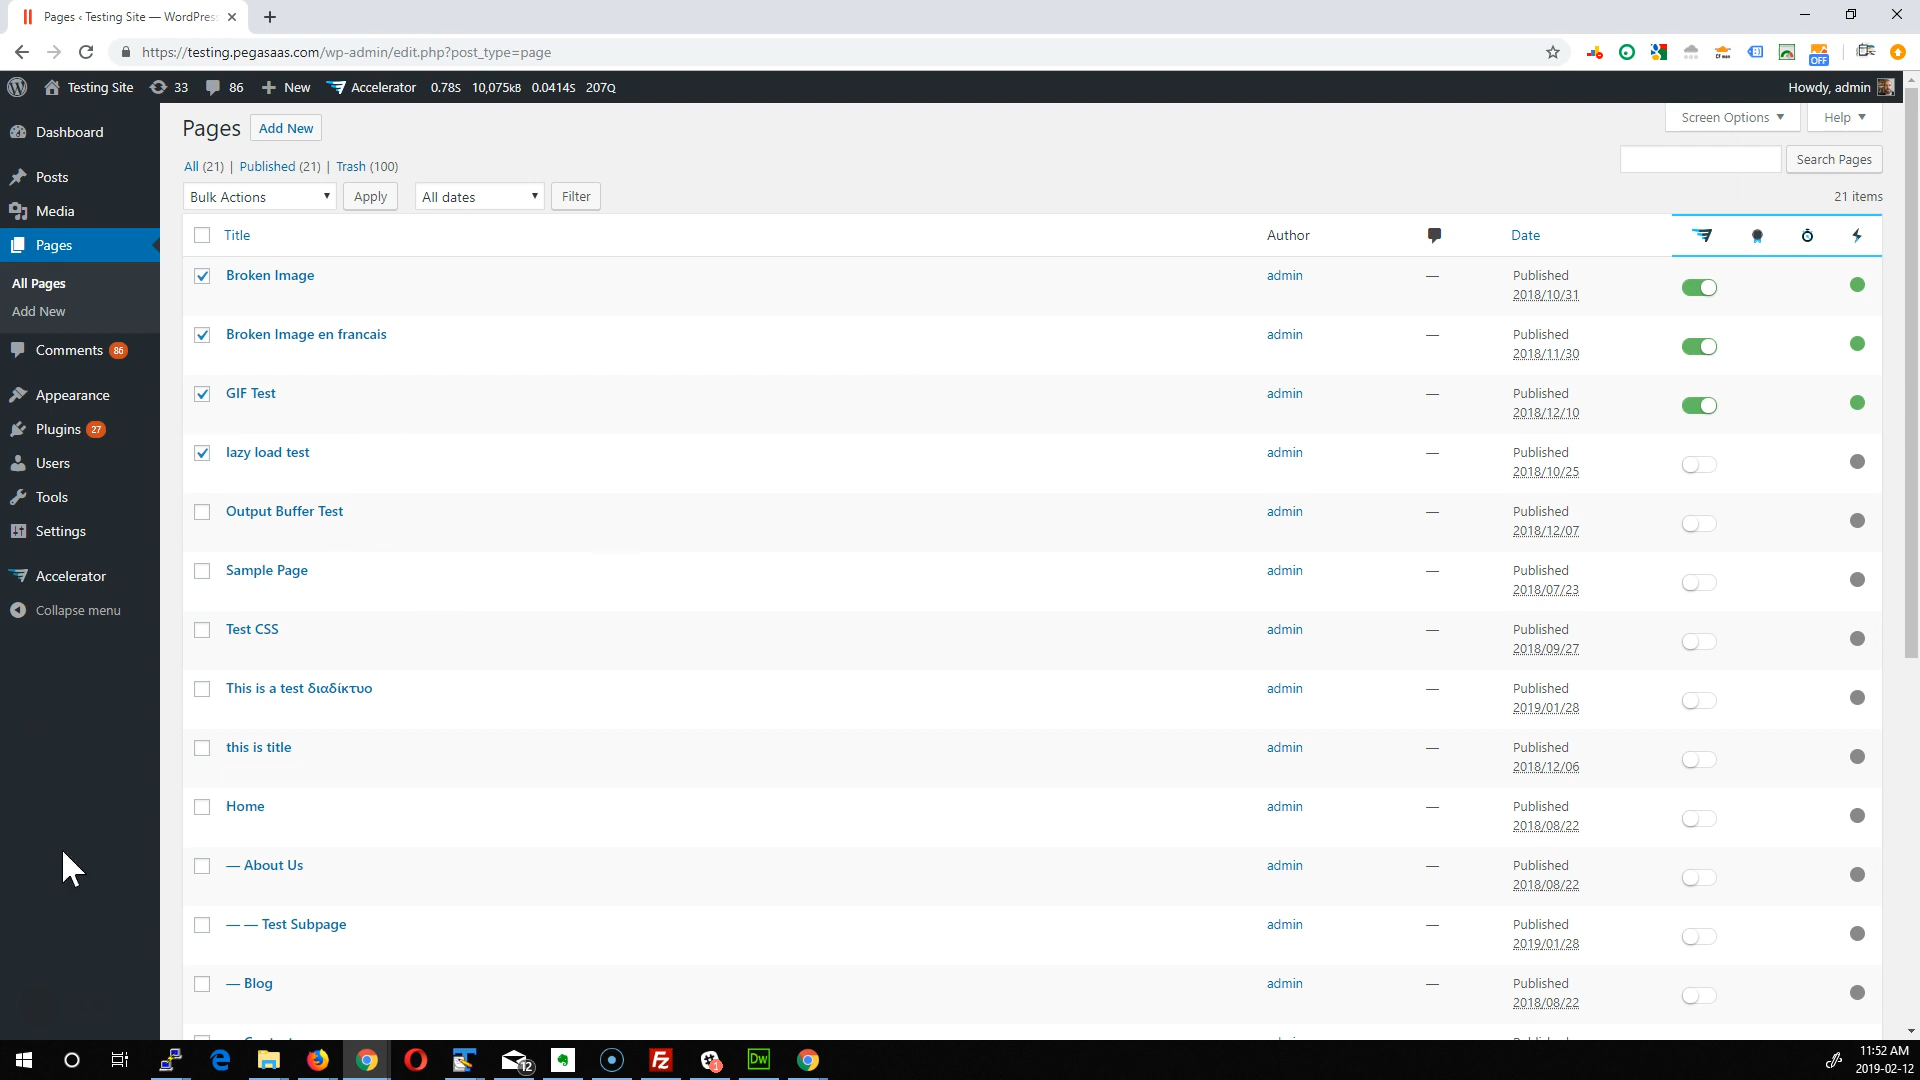 Pages ‹ Testing Site — WordPres
https://testing.pegasaas.com/wp-admin/edit.php?post_type=page
OFF
Testing Site 33 86 New Accelerator 0.78s 10,075kB 0.0414s 207Q Howdy, admin
Dashboard
Posts
Media
Pages
All Pages
Add New
Comments 86
Appearance
Plugins 27
Users
Tools
Settings
Accelerator
Collapse menu
Pages Add New Screen Options Help
All (21) | Published (21) | Trash (100) Search Pages
Bulk Actions Apply All dates Filter 21 items
Title Author Date
Broken Image admin — Published
2018/10/31
Broken Image en francais admin — Published
2018/11/30
GIF Test admin — Published
2018/12/10
lazy load test admin — Published
2018/10/25
Output Buffer Test admin — Published
2018/12/07
Sample Page admin — Published
2018/07/23
Test CSS admin — Published
2018/09/27
This is a test διαδίκτυο admin — Published
2019/01/28
this is title admin — Published
2018/12/06
Home admin — Published
2018/08/22
— About Us admin — Published
2018/08/22
— — Test Subpage admin — Published
2019/01/28
— Blog admin — Published
2018/08/22
12 Fz 1 Dw 11:52 AM
2019-02-12